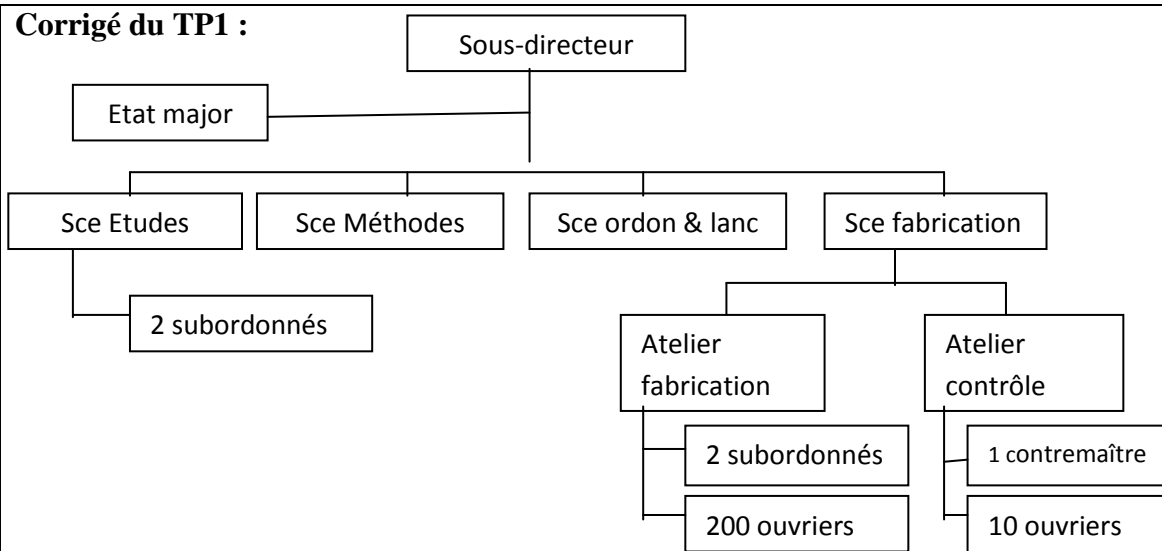 Corrigé du TP1 :
Sous-directeur
Etat major
Sce Etudes
Sce Méthodes
Sce ordon & lanc
Sce fabrication
2 subordonnés
Atelier
fabrication
Atelier
contrôle
2 subordonnés
1 contremaître
200 ouvriers
10 ouvriers